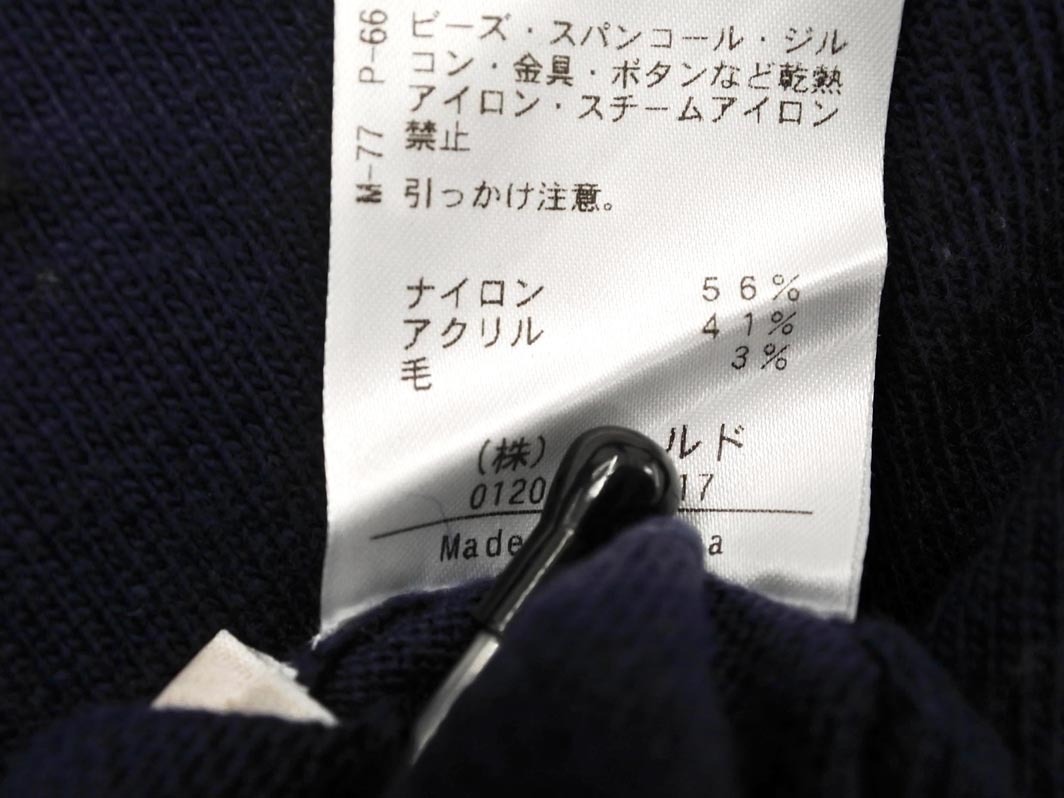 P-66
M-77
ビーズ・スパンコール・ジル
コン・金具・ボタンなど乾熱
アイロン・スチームアイロン
禁止
引っかけ注意。
ナイロン 56%
アクリル 41%
毛 3%
(株) ルド
0120 17
Made